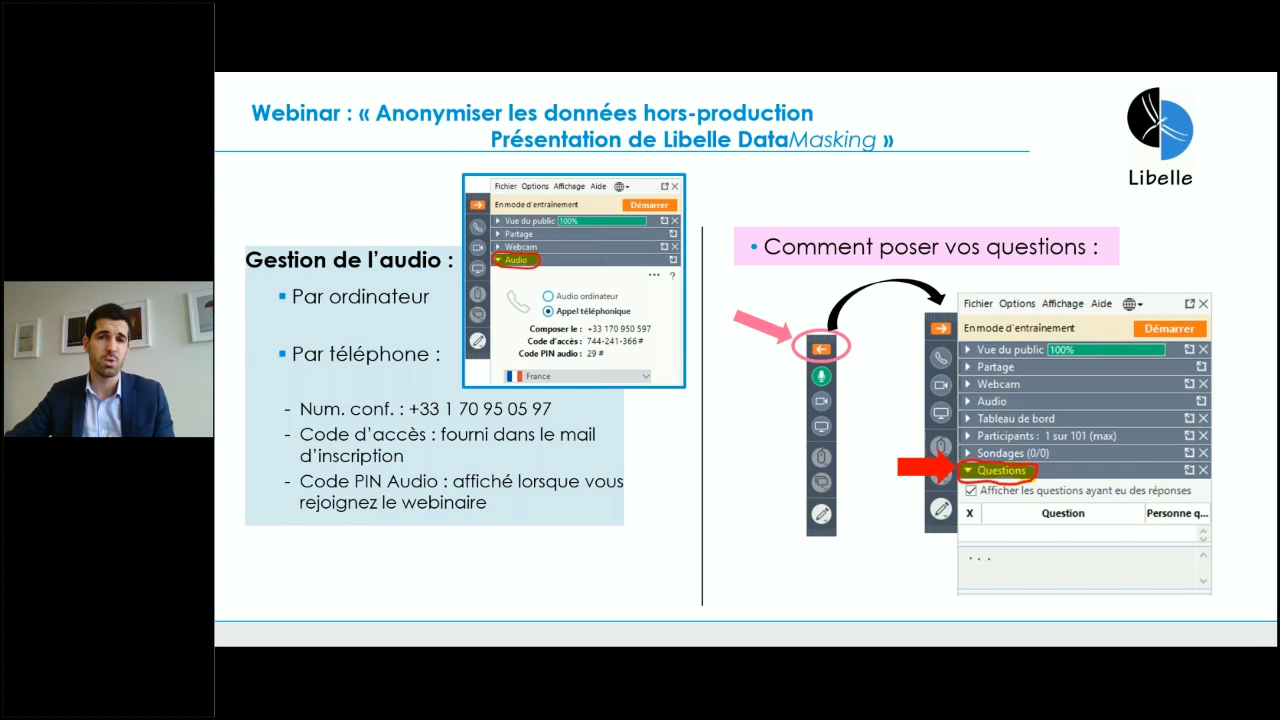 Webinar : « Anonymiser les données hors-production
Présentation de Libelle DataMasking »
Libelle
Gestion de l'audio :
▪ Par ordinateur
▪ Par téléphone :
- Num. conf. : +33 1 70 95 05 97
- Code d'accès : fourni dans le mail
d'inscription
- Code PIN Audio : affiché lorsque vous
rejoignez le webinaire
Fichier Options Affichage Aide
En mode d'entraînement Démarrer
Vue du public 100%
Partage
Webcam
Audio
... ?
Audio ordinateur
Appel téléphonique
Composer le : +33 170 950 597
Code d'accès : 744-241-366#
Code PIN audio : 29 #
France
• Comment poser vos questions :
Fichier Options Affichage Aide
En mode d'entraînement Démarrer
Vue du public 100%
Partage
Webcam
Audio
Tableau de bord
Participants : 1 sur 101 (max)
Sondages (0/0)
Questions
Afficher les questions ayant eu des réponses
X Question Personne q...
. . .